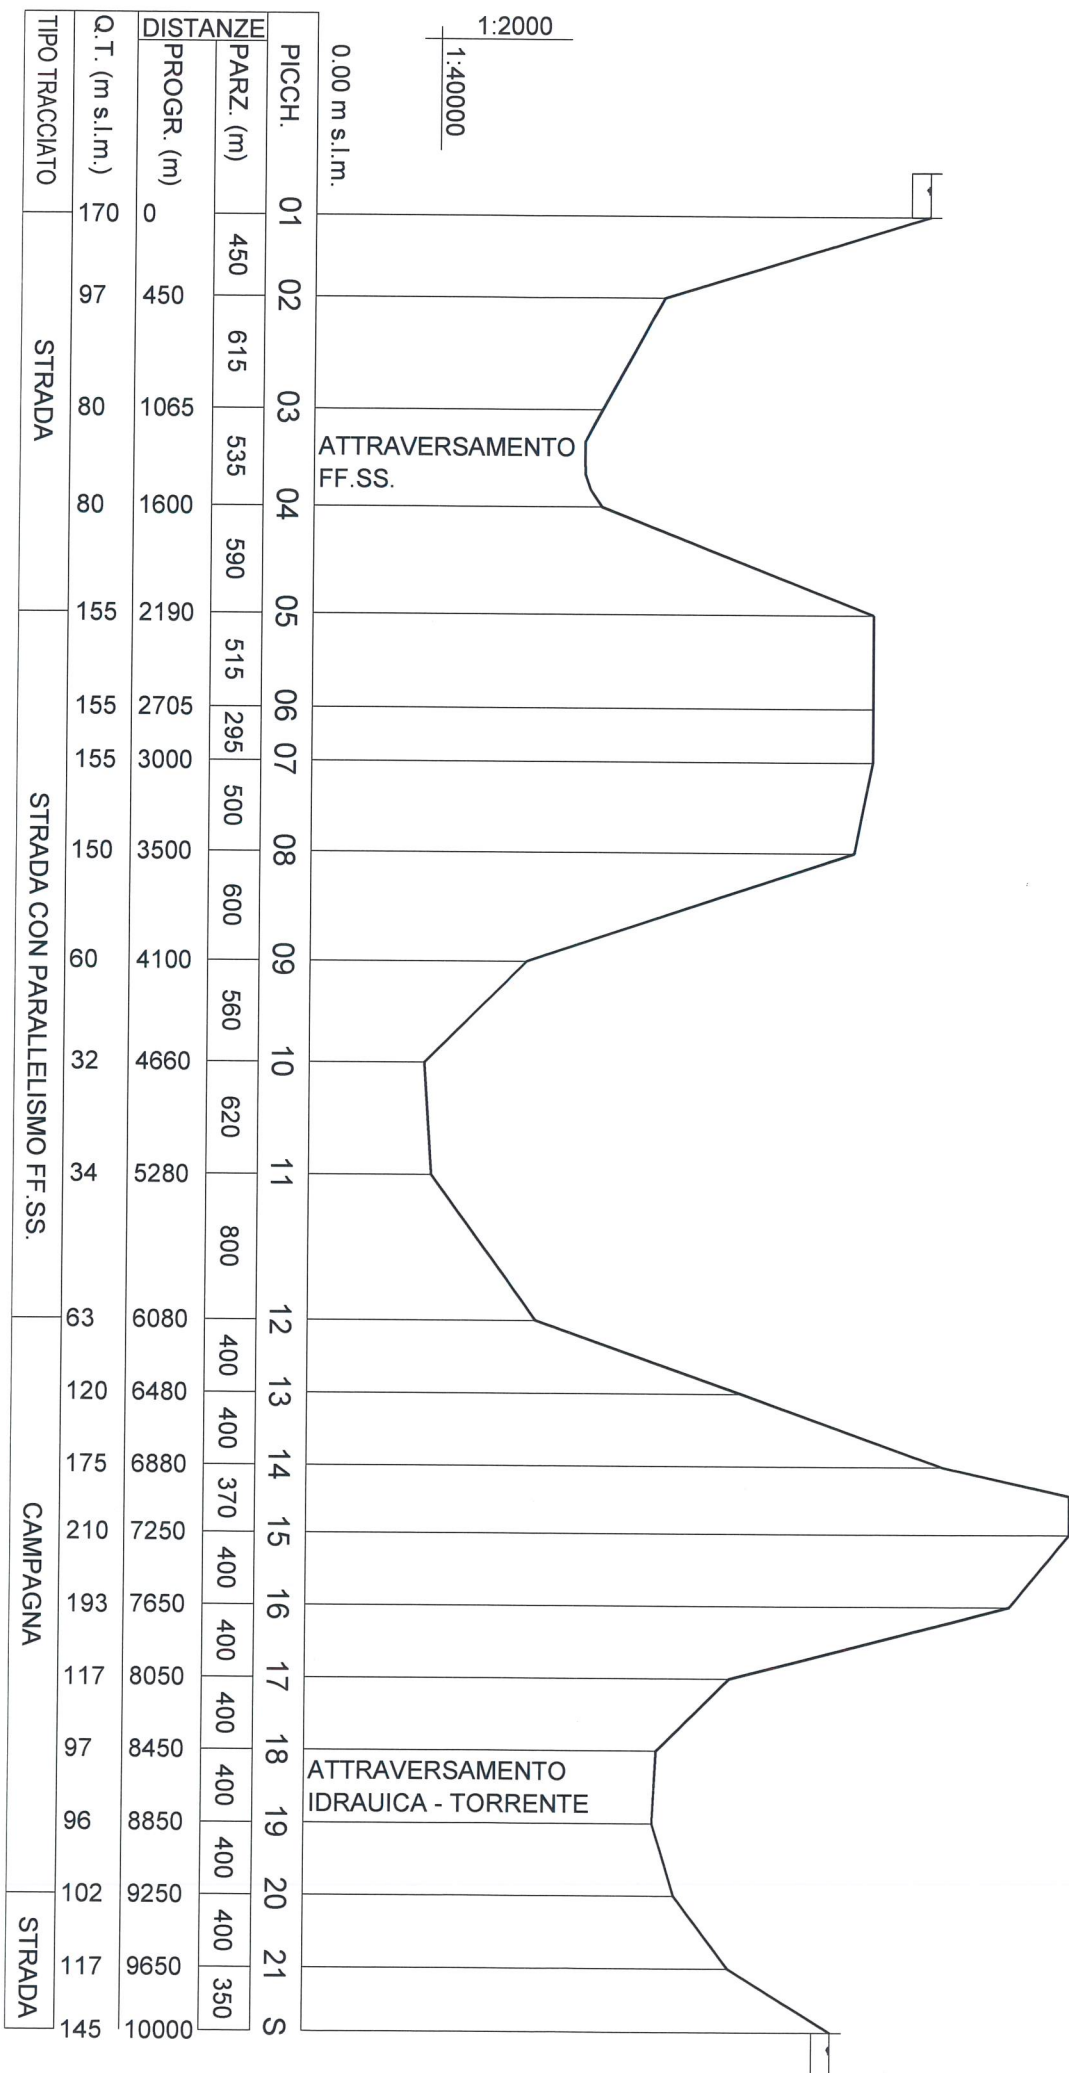 1:2000
1:40000
0.00 m s.l.m.
PICCH. 01 02 03 04 05 06 07 08 09 10 11 12 13 14 15 16 17 18 19 20 21 S
DISTANZE
PARZ. (m) 450 615 535 590 515 295 500 600 560 620 800 400 400 370 400 400 400 400 400 400 350
PROGR. (m) 0 450 1065 1600 2190 2705 3000 3500 4100 4660 5280 6080 6480 6880 7250 7650 8050 8450 8850 9250 9650 10000
Q.T. (m s.l.m.) 170 97 80 80 155 155 155 150 60 32 34 63 120 175 210 193 117 97 96 102 117 145
TIPO TRACCIATO STRADA STRADA CON PARALLELISMO FF.SS. CAMPAGNA STRADA
ATTRAVERSAMENTO
FF.SS.
ATTRAVERSAMENTO
IDRAUICA - TORRENTE